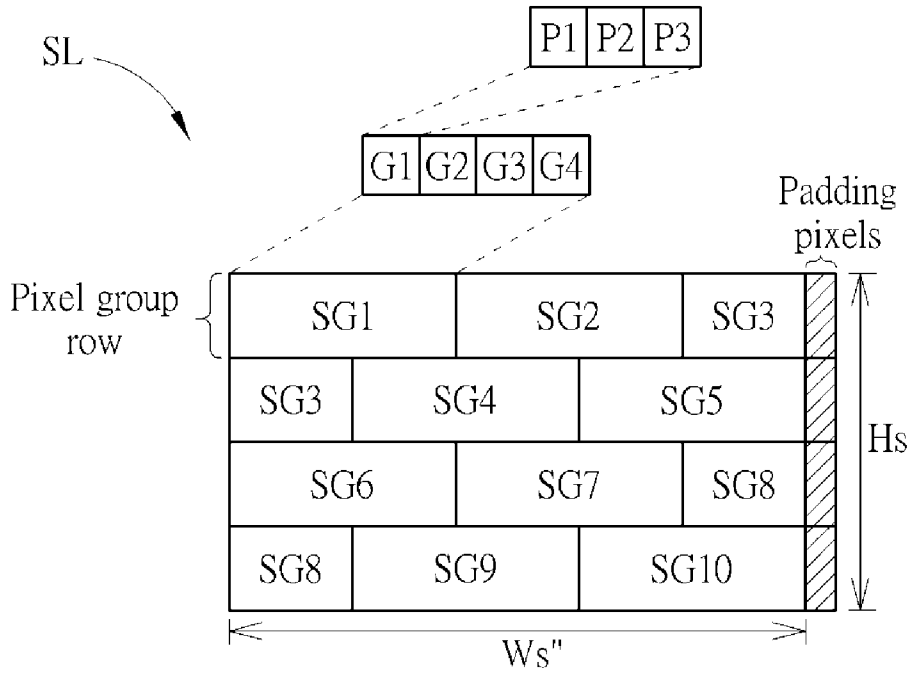 P1 P2 P3
SL
G1 G2 G3 G4
Padding
pixels
Pixel group
row
SG1 SG2 SG3
SG3 SG4 SG5
Hs
SG6 SG7 SG8
SG8 SG9 SG10
Ws"